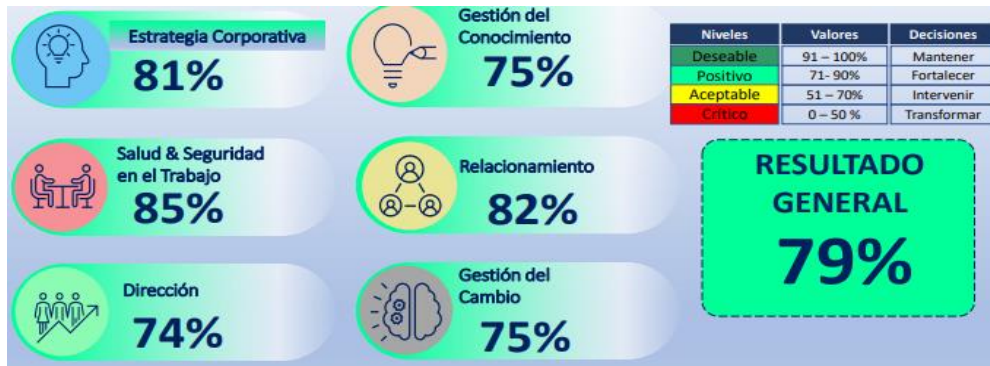 Estrategia Corporativa
81%
Gestión del
Conocimiento
75%
Salud & Seguridad
en el Trabajo
85%
Relacionamiento
82%
Dirección
74%
Gestión del
Cambio
75%
Niveles Valores Decisiones
Deseable 91 – 100% Mantener
Positivo 71- 90% Fortalecer
Aceptable 51 – 70% Intervenir
Crítico 0 – 50 % Transformar
RESULTADO
GENERAL
79%